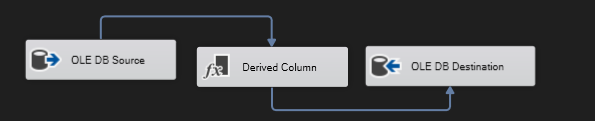 OLE DB Source
Derived Column
OLE DB Destination